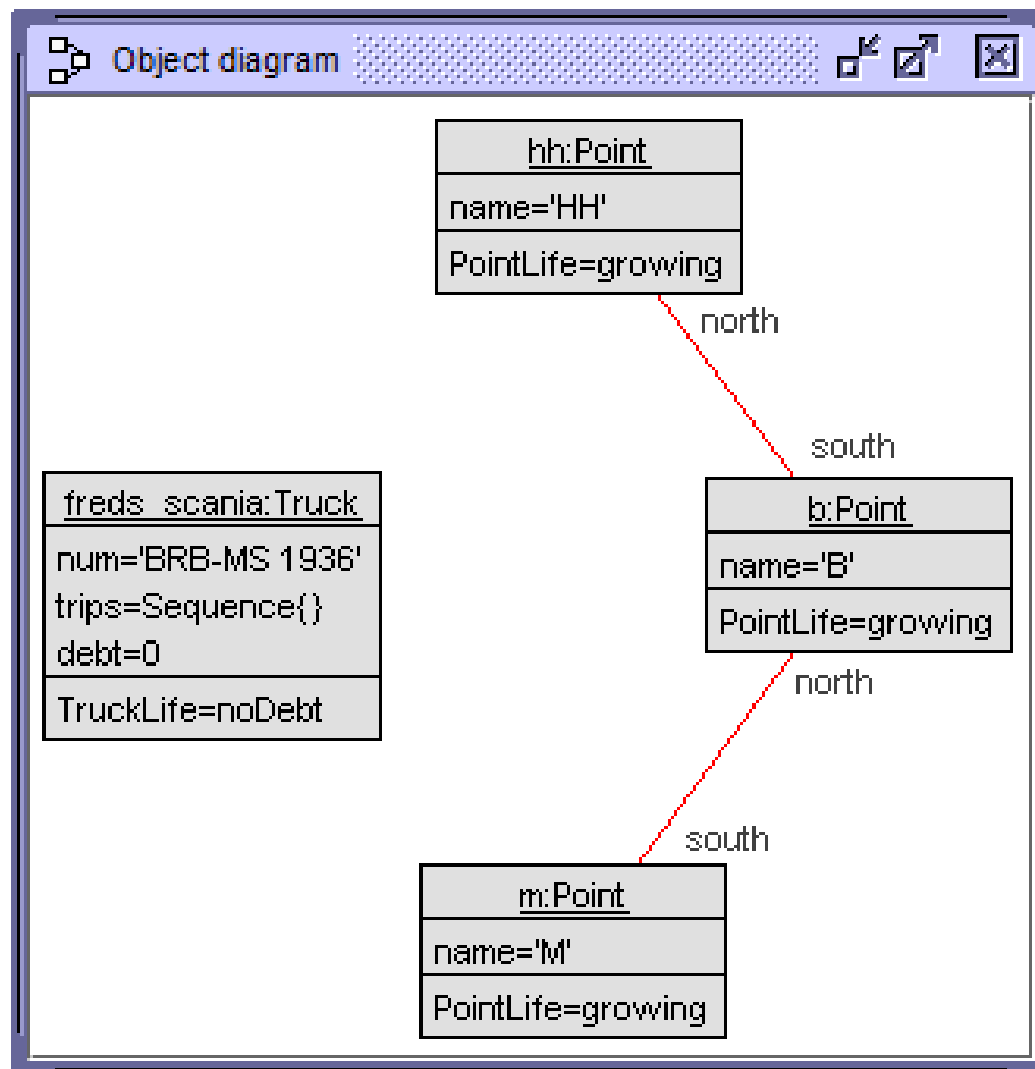 Object diagram
hh:Point
name='HH'
PointLife=growing
north
south
freds_scania:Truck
num='BRB-MS 1936'
trips=Sequence{}
debt=0
TruckLife=noDebt
b:Point
name='B'
PointLife=growing
north
south
m:Point
name='M'
PointLife=growing